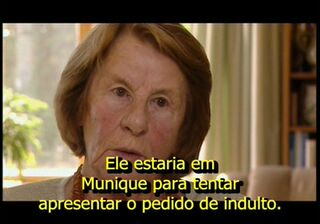 Ele estaria em
Munique para tentar
apresentar o pedido de indulto.